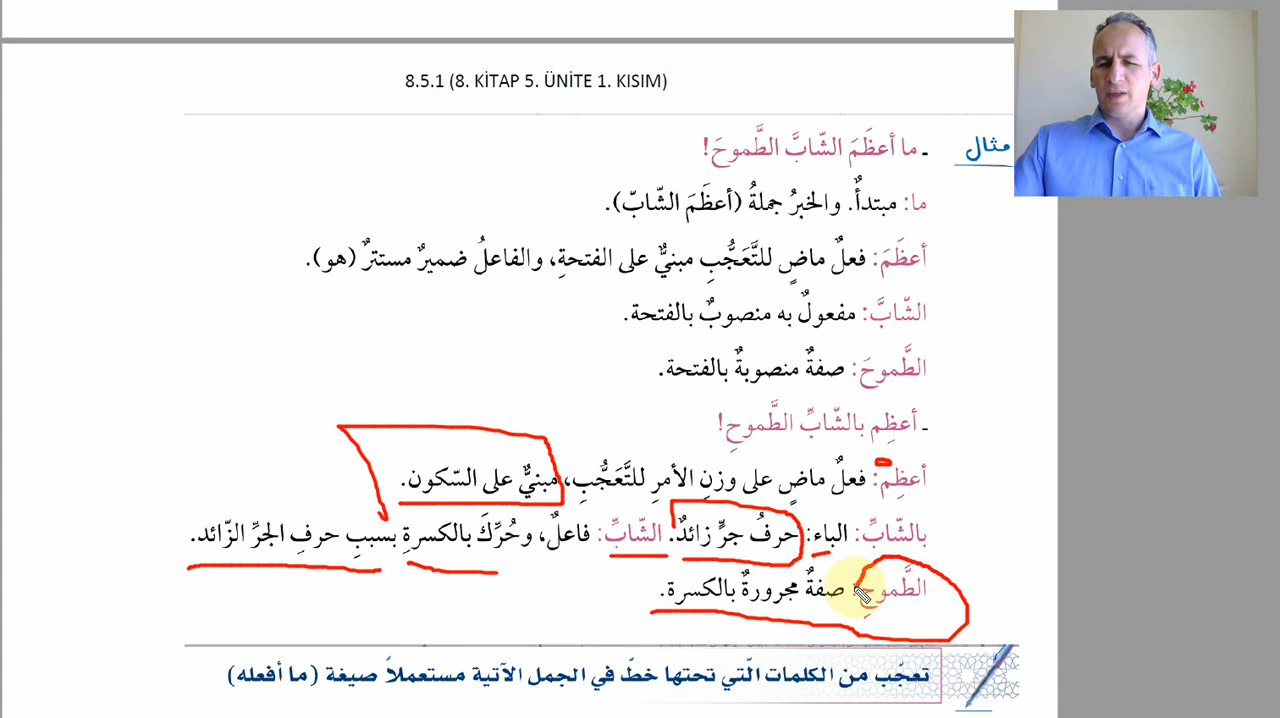 8.5.1 (8. KİTAP 5. ÜNİTE 1. KISIM)
مثال
ـ ما أعظَمَ الشّابَّ الطَّموحَ!
ما: مبتدأٌ. والخبرُ جملةُ (أعظَمَ الشّابّ).
أعظَمَ: فعلٌ ماضٍ للتَّعَجُّبِ مبنيٌّ على الفتحةِ، والفاعلُ ضميرٌ مستترٌ (هو).
الشّابَّ: مفعولٌ به منصوبٌ بالفتحة.
الطَّموحَ: صفةٌ منصوبةٌ بالفتحة.
ـ أعظِم بالشّابِّ الطَّموحِ!
أعظِم: فعلٌ ماضٍ على وزنِ الأمرِ للتَّعَجُّبِ، مبنيٌّ على السّكون.
بالشّابِّ: الباء: حرفُ جرٍّ زائدٌ. الشّابِّ: فاعلٌ، وحُرِّكَ بالكسرةِ بسببِ حرفِ الجرِّ الزّائد.
الطَّموحِ: صفةٌ مجرورةٌ بالكسرة.
تعجّب من الكلمات الّتي تحتها خطّ في الجمل الآتية مستعملاً صيغة (ما أفعله)